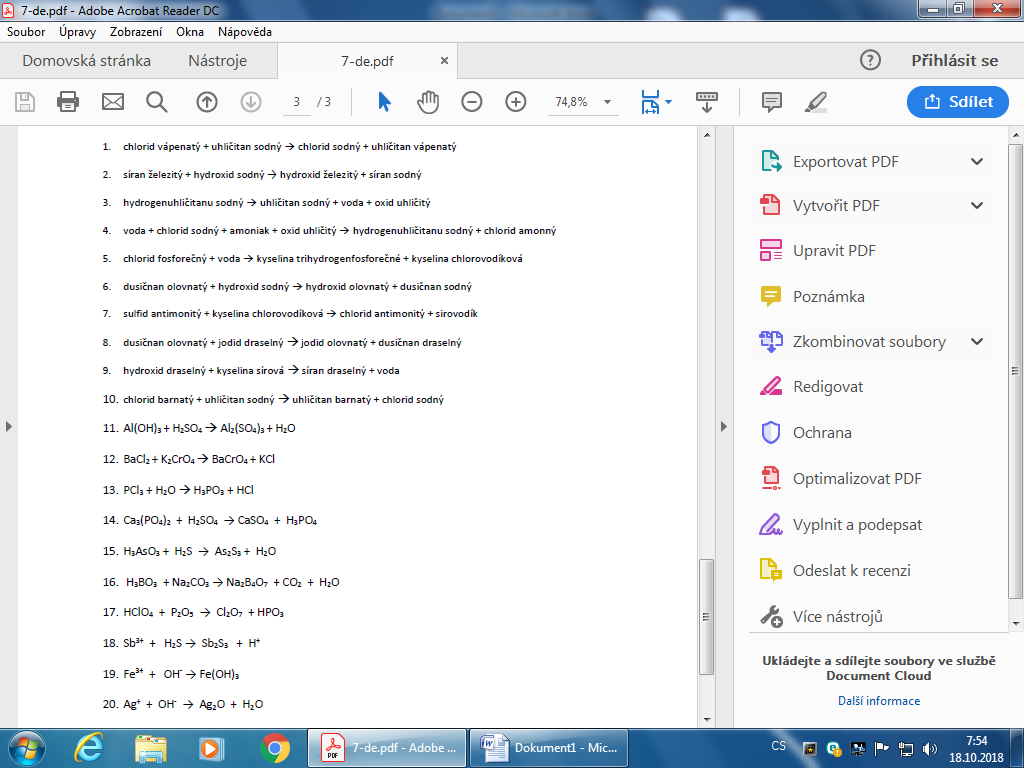 7-de.pdf - Adobe Acrobat Reader DC
Soubor Úpravy Zobrazení Okna Nápověda
Domovská stránka Nástroje 7-de.pdf × Přihlásit se
3 / 3 74,8% Sdílet
1. chlorid vápenatý + uhličitan sodný → chlorid sodný + uhličitan vápenatý
2. síran železitý + hydroxid sodný → hydroxid železitý + síran sodný
3. hydrogenuhličitanu sodný → uhličitan sodný + voda + oxid uhličitý
4. voda + chlorid sodný + amoniak + oxid uhličitý → hydrogenuhličitanu sodný + chlorid amonný
5. chlorid fosforečný + voda → kyselina trihydrogenfosforečné + kyselina chlorovodíková
6. dusičnan olovnatý + hydroxid sodný → hydroxid olovnatý + dusičnan sodný
7. sulfid antimonitý + kyselina chlorovodíková → chlorid antimonitý + sirovodík
8. dusičnan olovnatý + jodid draselný → jodid olovnatý + dusičnan draselný
9. hydroxid draselný + kyselina sírová → síran draselný + voda
10. chlorid barnatý + uhličitan sodný → uhličitan barnatý + chlorid sodný
11. Al(OH)₃ + H₂SO₄ → Al₂(SO₄)₃ + H₂O
12. BaCl₂ + K₂CrO₄ → BaCrO₄ + KCl
13. PCl₃ + H₂O → H₃PO₃ + HCl
14. Ca₃(PO₄)₂ + H₂SO₄ → CaSO₄ + H₃PO₄
15. H₃AsO₃ + H₂S → As₂S₃ + H₂O
16. H₃BO₃ + Na₂CO₃ → Na₂B₄O₇ + CO₂ + H₂O
17. HClO₄ + P₂O₅ → Cl₂O₇ + HPO₃
18. Sb³⁺ + H₂S → Sb₂S₃ + H⁺
19. Fe³⁺ + OH⁻ → Fe(OH)₃
20. Ag⁺ + OH⁻ → Ag₂O + H₂O
Exportovat PDF
Vytvořit PDF
Upravit PDF
Poznámka
Zkombinovat soubory
Redigovat
Ochrana
Optimalizovat PDF
Vyplnit a podepsat
Odeslat k recenzi
Více nástrojů
Ukládejte a sdílejte soubory ve službě
Document Cloud
Další informace
7-de.pdf - Adobe ... Dokument1 - Mic... CS 7:54
18.10.2018